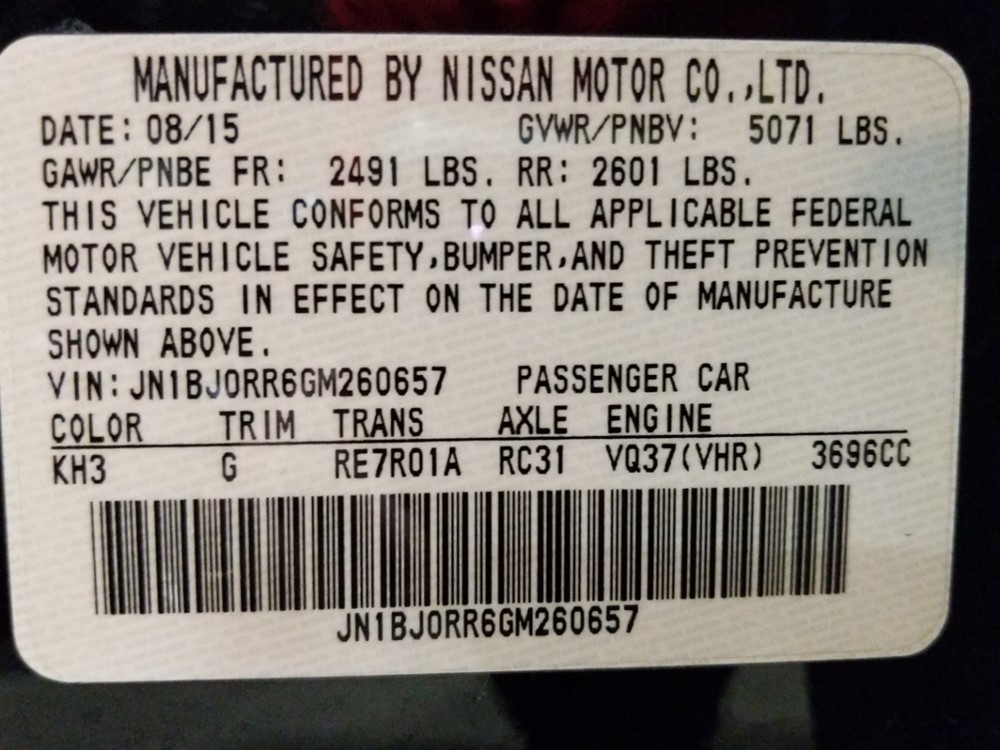 MANUFACTURED BY NISSAN MOTOR CO.,LTD.
DATE: 08/15 GVWR/PNBV: 5071 LBS.
GAWR/PNBE FR: 2491 LBS. RR: 2601 LBS.
THIS VEHICLE CONFORMS TO ALL APPLICABLE FEDERAL
MOTOR VEHICLE SAFETY,BUMPER,AND THEFT PREVENTION
STANDARDS IN EFFECT ON THE DATE OF MANUFACTURE
SHOWN ABOVE.
VIN: JN1BJ0RR6GM260657 PASSENGER CAR
COLOR TRIM TRANS AXLE ENGINE
KH3 G RE7R01A RC31 VQ37(VHR) 3696CC
JN1BJ0RR6GM260657